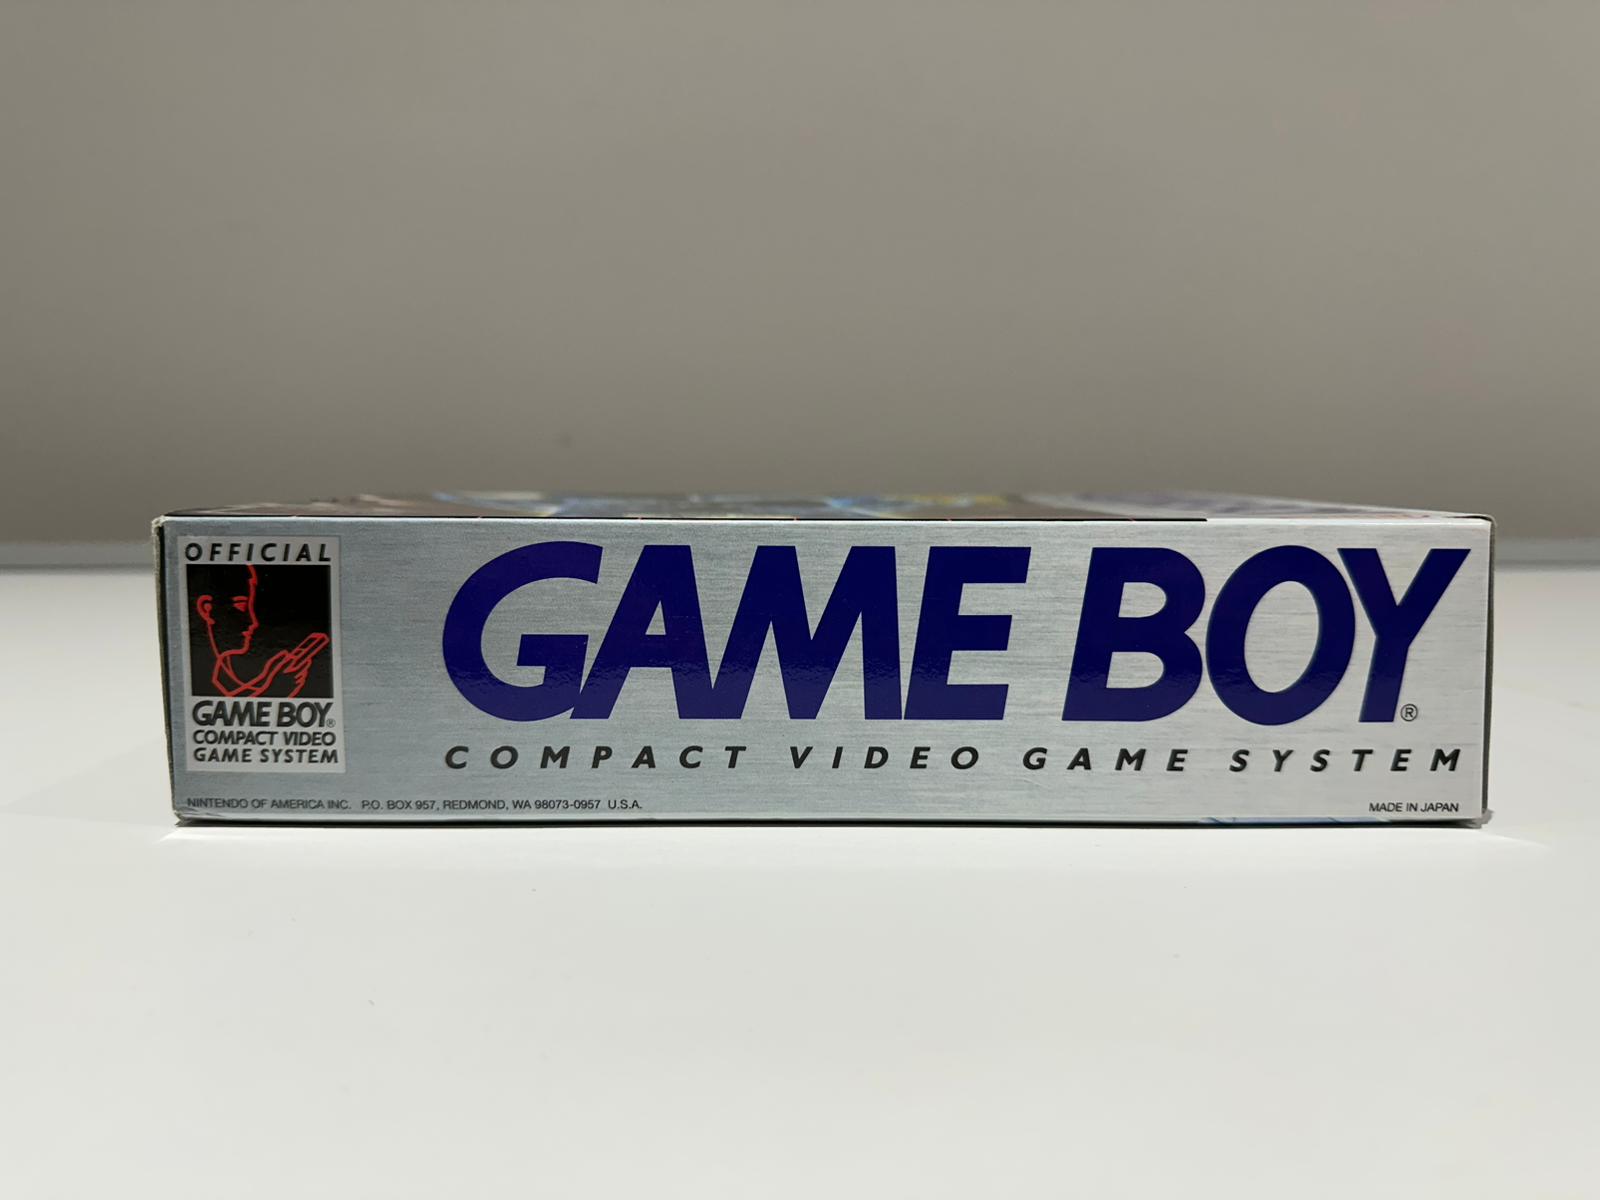 OFFICIAL
GAME BOY®
COMPACT VIDEO
GAME SYSTEM
GAME BOY®
COMPACT VIDEO GAME SYSTEM
NINTENDO OF AMERICA INC. P.O. BOX 957, REDMOND, WA 98073-0957 U.S.A.
MADE IN JAPAN